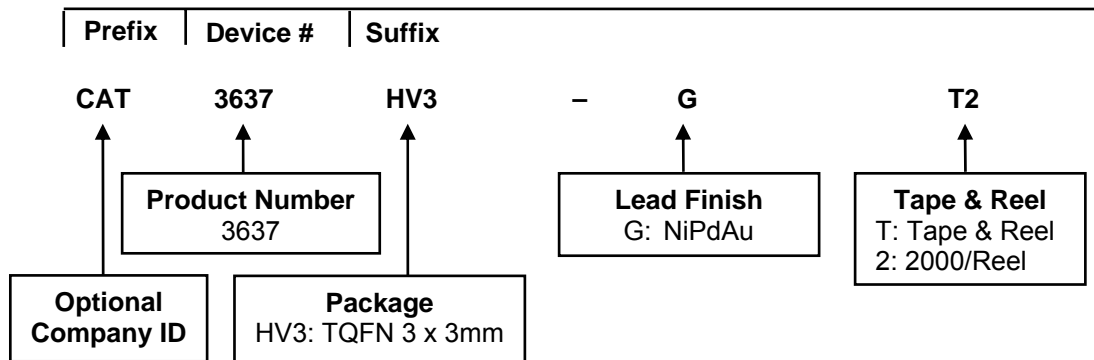 Prefix Device # Suffix
CAT 3637 HV3 – G T2
Product Number
3637
Lead Finish
G: NiPdAu
Tape & Reel
T: Tape & Reel
2: 2000/Reel
Optional
Company ID
Package
HV3: TQFN 3 x 3mm